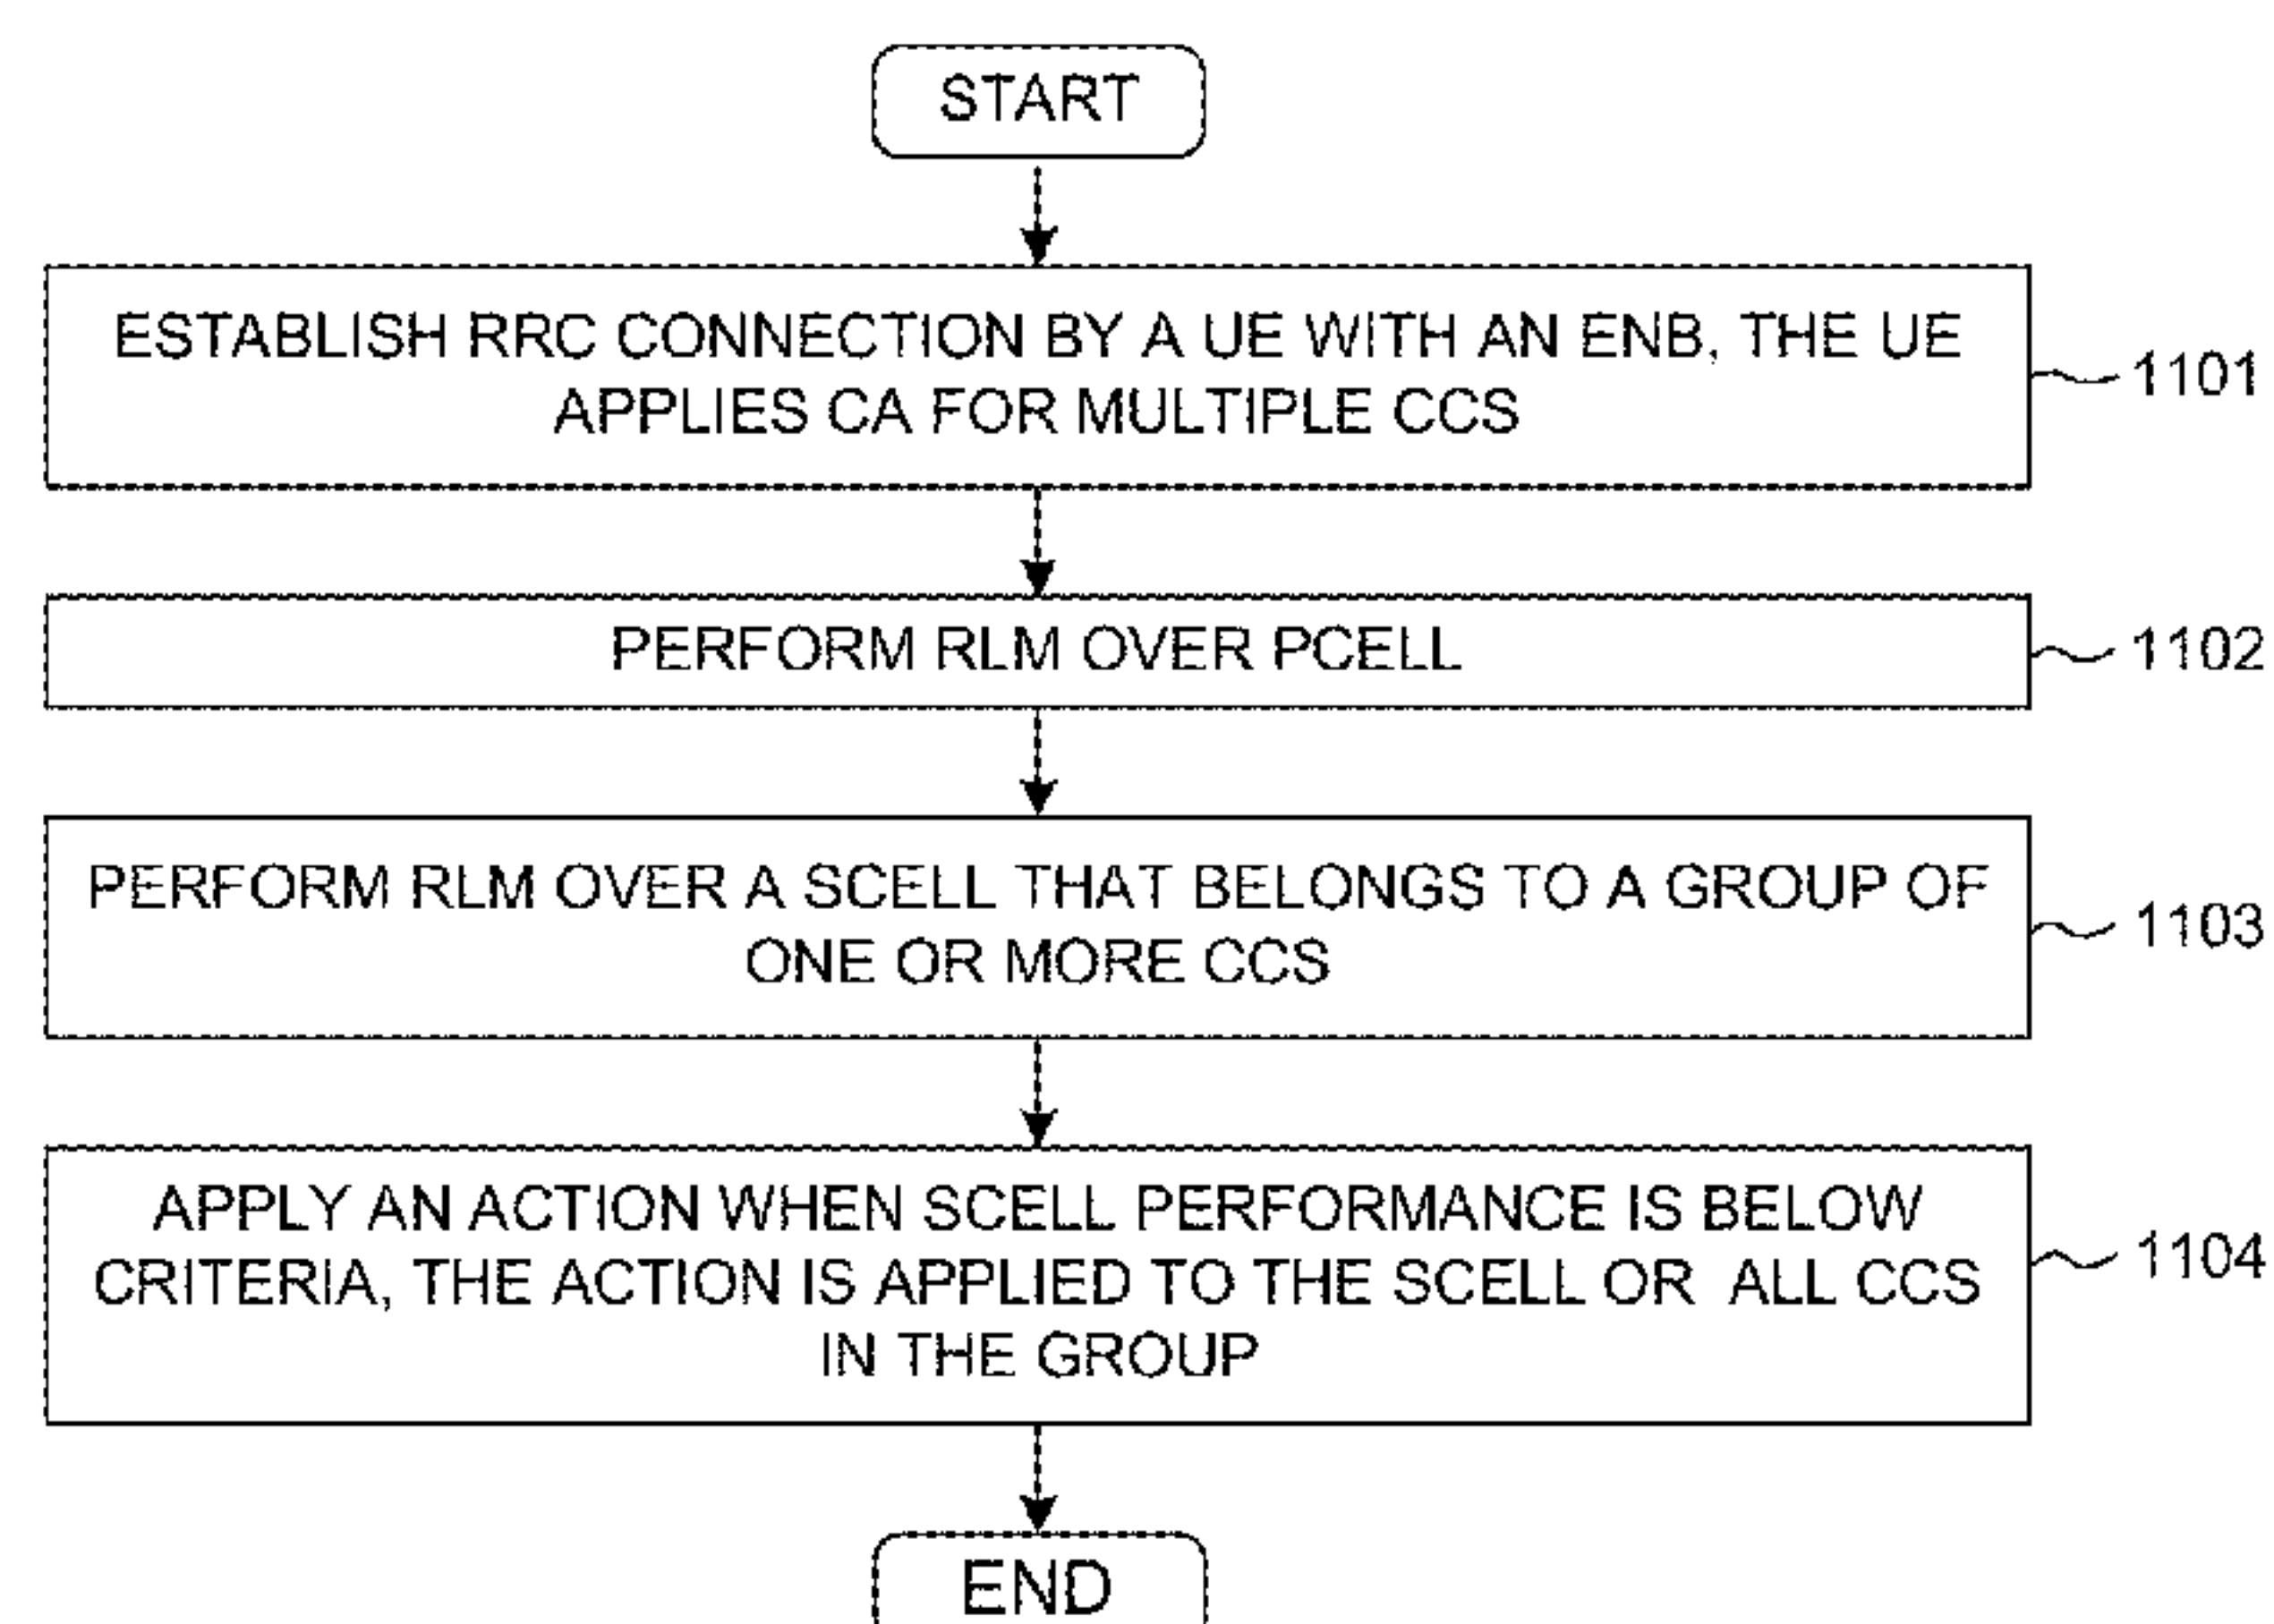 START
ESTABLISH RRC CONNECTION BY A UE WITH AN ENB, THE UE
APPLIES CA FOR MULTIPLE CCS
1101
PERFORM RLM OVER PCELL
1102
PERFORM RLM OVER A SCELL THAT BELONGS TO A GROUP OF
ONE OR MORE CCS
1103
APPLY AN ACTION WHEN SCELL PERFORMANCE IS BELOW
CRITERIA, THE ACTION IS APPLIED TO THE SCELL OR ALL CCS
IN THE GROUP
1104
END